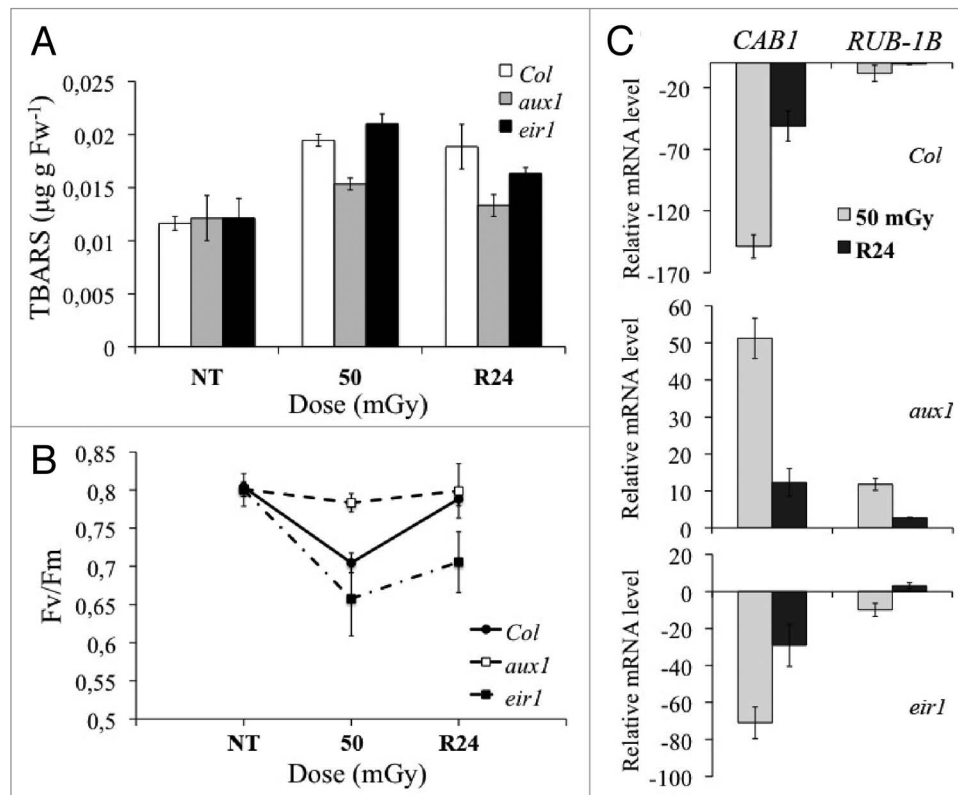 A
TBARS (µg g Fw⁻¹)
0,025
0,02
0,015
0,01
0,005
0
Col
aux1
eir1
NT 50 R24
Dose (mGy)
B
Fv/Fm
0,85
0,8
0,75
0,7
0,65
0,6
0,55
0,5
Col
aux1
eir1
NT 50 R24
Dose (mGy)
C
CAB1 RUB-1B
Relative mRNA level
-20
-70
-120
-170
Col
50 mGy
R24
Relative mRNA level
60
50
40
30
20
10
0
aux1
Relative mRNA level
20
0
-20
-40
-60
-80
-100
eir1